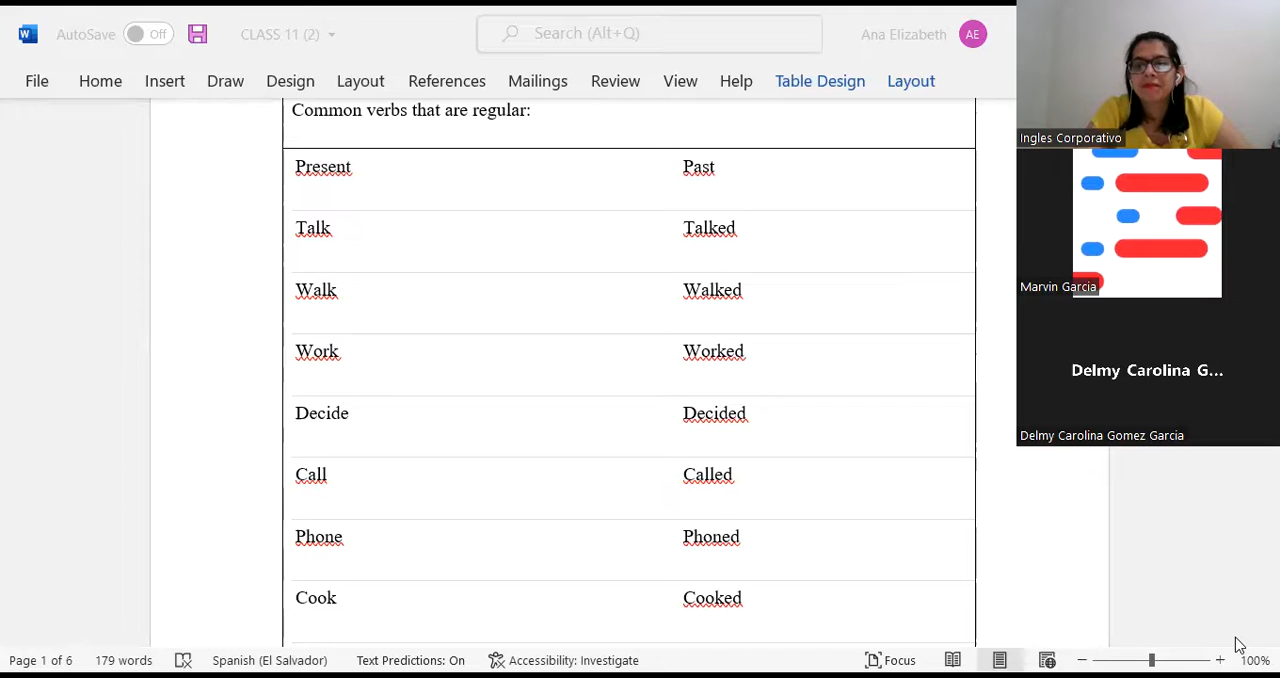 AutoSave Off CLASS 11 (2) Search (Alt+Q) Ana Elizabeth AE
File Home Insert Draw Design Layout References Mailings Review View Help Table Design Layout
Common verbs that are regular:
Present Past
Talk Talked
Walk Walked
Work Worked
Decide Decided
Call Called
Phone Phoned
Cook Cooked
Ingles Corporativo
Marvin Garcia
Delmy Carolina G...
Delmy Carolina Gomez Garcia
Page 1 of 6 179 words Spanish (El Salvador) Text Predictions: On Accessibility: Investigate Focus 100%